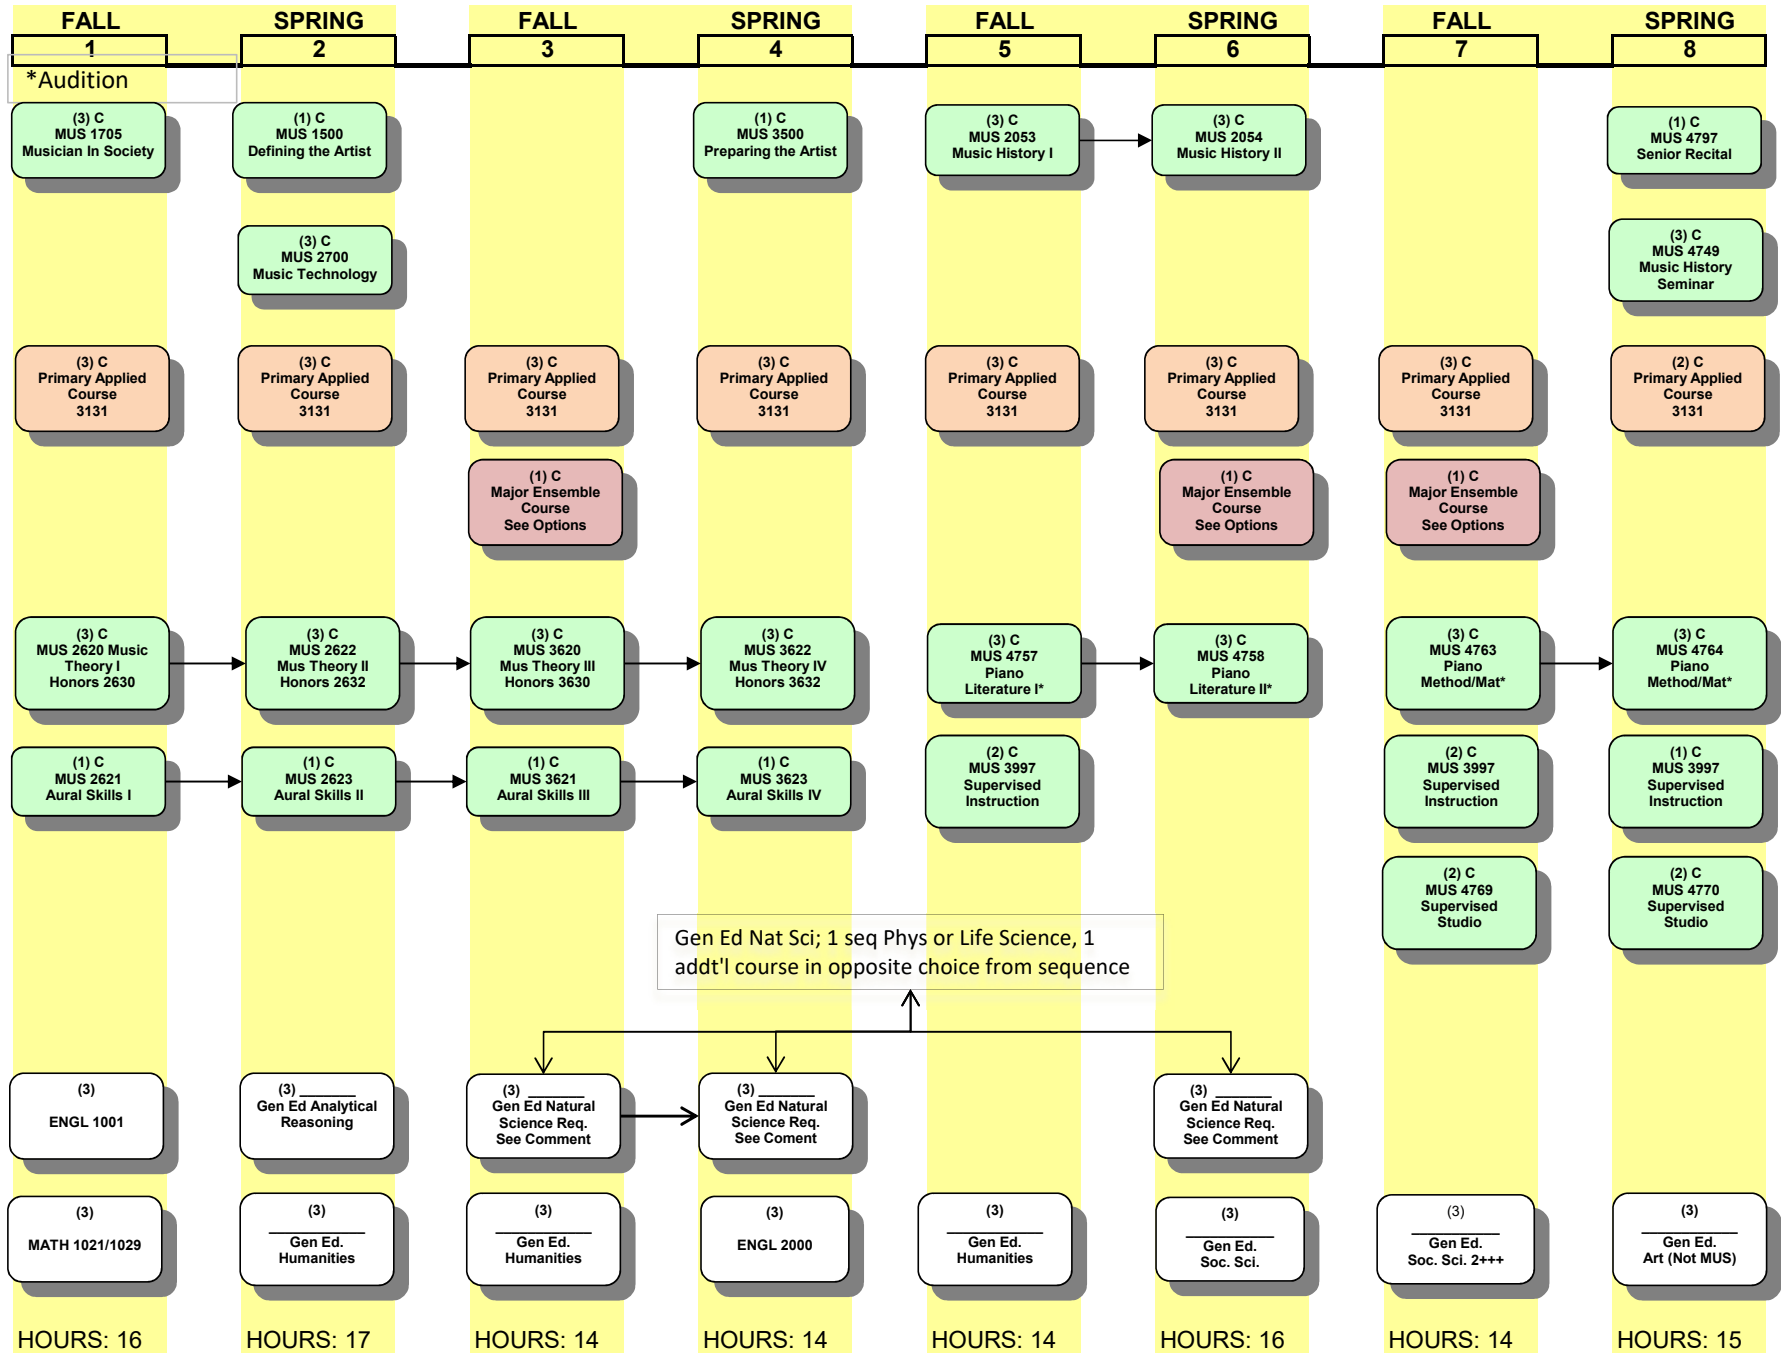 FALL
SPRING
FALL
SPRING
FALL
SPRING
FALL
SPRING
1
2
3
4
5
6
7
8
*Audition
(3) C
MUS 1705
Musician In Society
(1) C
MUS 1500
Defining the Artist
(1) C
MUS 3500
Preparing the Artist
(3) C
MUS 2053
Music History I
(3) C
MUS 2054
Music History II
(1) C
MUS 4797
Senior Recital
(3) C
MUS 2700
Music Technology
(3) C
MUS 4749
Music History
Seminar
(3) C
Primary Applied
Course
3131
(3) C
Primary Applied
Course
3131
(3) C
Primary Applied
Course
3131
(3) C
Primary Applied
Course
3131
(3) C
Primary Applied
Course
3131
(3) C
Primary Applied
Course
3131
(3) C
Primary Applied
Course
3131
(2) C
Primary Applied
Course
3131
(1) C
Major Ensemble
Course
See Options
(1) C
Major Ensemble
Course
See Options
(1) C
Major Ensemble
Course
See Options
(3) C
MUS 2620 Music
Theory I
Honors 2630
(3) C
MUS 2622
Mus Theory II
Honors 2632
(3) C
MUS 3620
Mus Theory III
Honors 3630
(3) C
MUS 3622
Mus Theory IV
Honors 3632
(3) C
MUS 4757
Piano
Literature I*
(3) C
MUS 4758
Piano
Literature II*
(3) C
MUS 4763
Piano
Method/Mat*
(3) C
MUS 4764
Piano
Method/Mat*
(1) C
MUS 2621
Aural Skills I
(1) C
MUS 2623
Aural Skills II
(1) C
MUS 3621
Aural Skills III
(1) C
MUS 3623
Aural Skills IV
(2) C
MUS 3997
Supervised
Instruction
(2) C
MUS 3997
Supervised
Instruction
(1) C
MUS 3997
Supervised
Instruction
(2) C
MUS 4769
Supervised
Studio
(2) C
MUS 4770
Supervised
Studio
Gen Ed Nat Sci; 1 seq Phys or Life Science, 1
addt'l course in opposite choice from sequence
(3)
ENGL 1001
(3) _______
Gen Ed Analytical
Reasoning
(3) _______
Gen Ed Natural
Science Req.
See Comment
(3) _______
Gen Ed Natural
Science Req.
See Coment
(3) _______
Gen Ed Natural
Science Req.
See Comment
(3)
MATH 1021/1029
(3)
____________
Gen Ed.
Humanities
(3)
____________
Gen Ed.
Humanities
(3)
ENGL 2000
(3)
____________
Gen Ed.
Humanities
(3)
____________
Gen Ed.
Soc. Sci.
(3)
____________
Gen Ed.
Soc. Sci. 2+++
(3)
____________
Gen Ed.
Art (Not MUS)
HOURS: 16
HOURS: 17
HOURS: 14
HOURS: 14
HOURS: 14
HOURS: 16
HOURS: 14
HOURS: 15